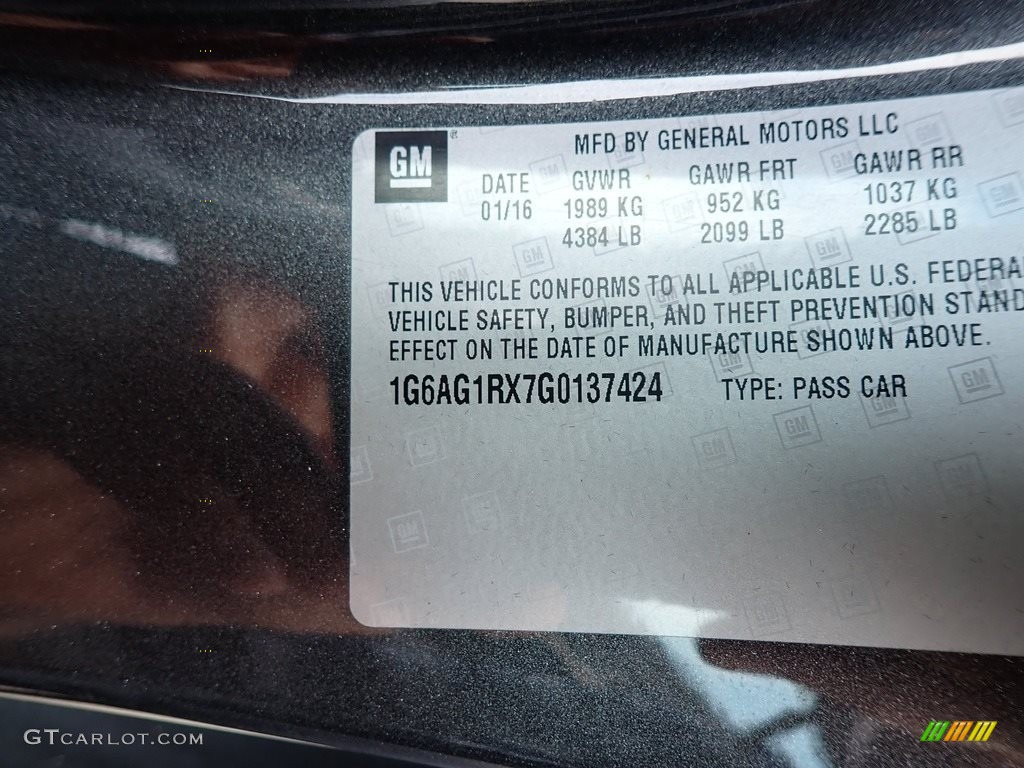 GM
MFD BY GENERAL MOTORS LLC
DATE GVWR GAWR FRT GAWR RR
01/16 1989 KG 952 KG 1037 KG
4384 LB 2099 LB 2285 LB
THIS VEHICLE CONFORMS TO ALL APPLICABLE U.S. FEDERA
VEHICLE SAFETY, BUMPER, AND THEFT PREVENTION STAND
EFFECT ON THE DATE OF MANUFACTURE SHOWN ABOVE.
1G6AG1RX7G0137424 TYPE: PASS CAR
GTCARLOT.COM